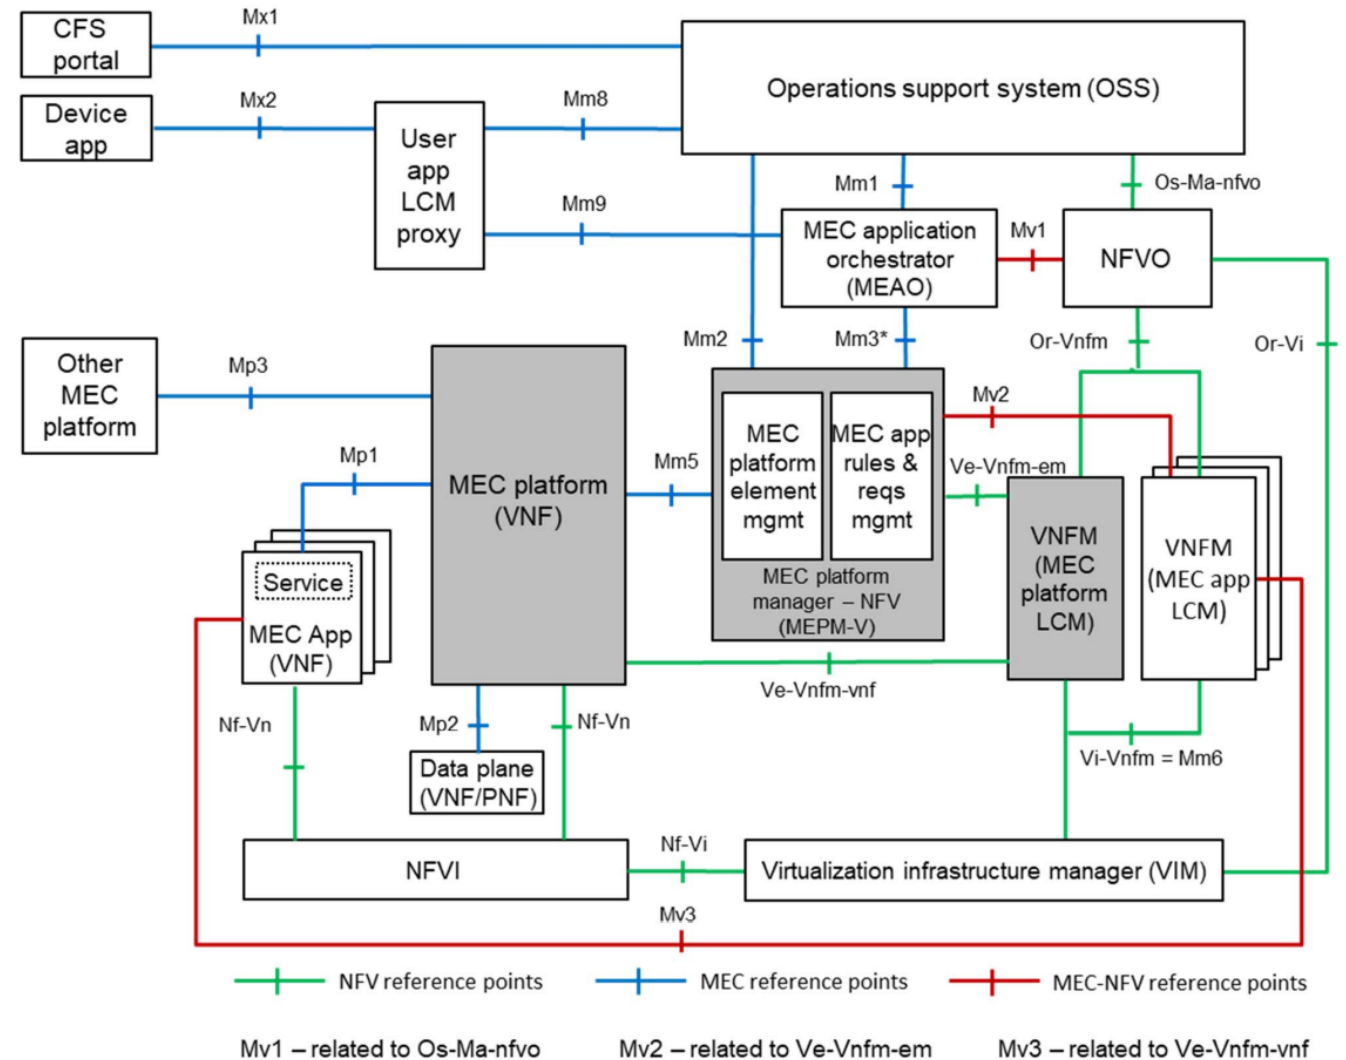 CFS
portal
Mx1
Operations support system (OSS)
Device
app
Mx2
User
app
LCM
proxy
Mm8
Mm9
Mm1
Os-Ma-nfvo
MEC application
orchestrator
(MEAO)
Mv1
NFVO
Other
MEC
platform
Mp3
Mm2
Mm3*
Or-Vnfm
Or-Vi
Mp1
MEC platform
(VNF)
Mm5
MEC
platform
element
mgmt
MEC app
rules &
reqs
mgmt
MEC platform
manager – NFV
(MEPM-V)
Mv2
Ve-Vnfm-em
VNFM
(MEC
platform
LCM)
VNFM
(MEC app
LCM)
Service
MEC App
(VNF)
Ve-Vnfm-vnf
Nf-Vn
Mp2
Nf-Vn
Vi-Vnfm = Mm6
Data plane
(VNF/PNF)
NFVI
Nf-Vi
Virtualization infrastructure manager (VIM)
Mv3
NFV reference points
MEC reference points
MEC-NFV reference points
Mv1 – related to Os-Ma-nfvo
Mv2 – related to Ve-Vnfm-em
Mv3 – related to Ve-Vnfm-vnf